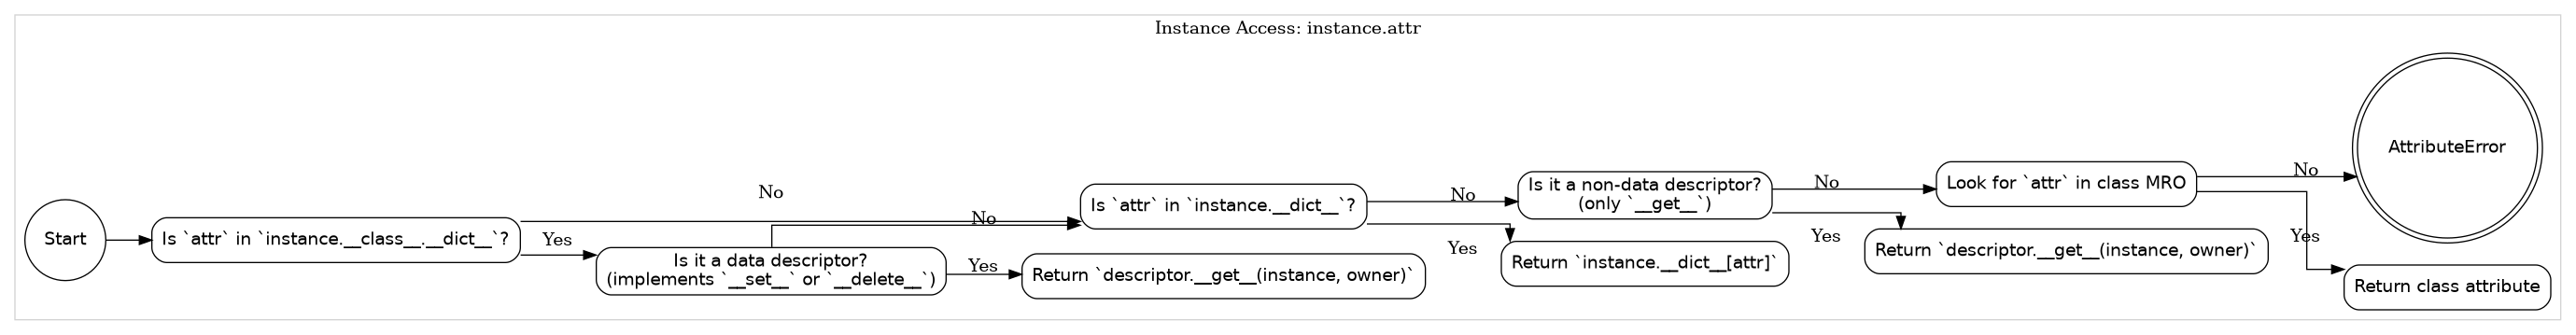 Instance Access: instance.attr
Start
Is `attr` in `instance.__class__.__dict__`?
No
Yes
Is it a data descriptor?
(implements `__set__` or `__delete__`)
No
Yes
Return `descriptor.__get__(instance, owner)`
Is `attr` in `instance.__dict__`?
No
Yes
Return `instance.__dict__[attr]`
Is it a non-data descriptor?
(only `__get__`)
No
Yes
Return `descriptor.__get__(instance, owner)`
Look for `attr` in class MRO
No
Yes
AttributeError
Return class attribute